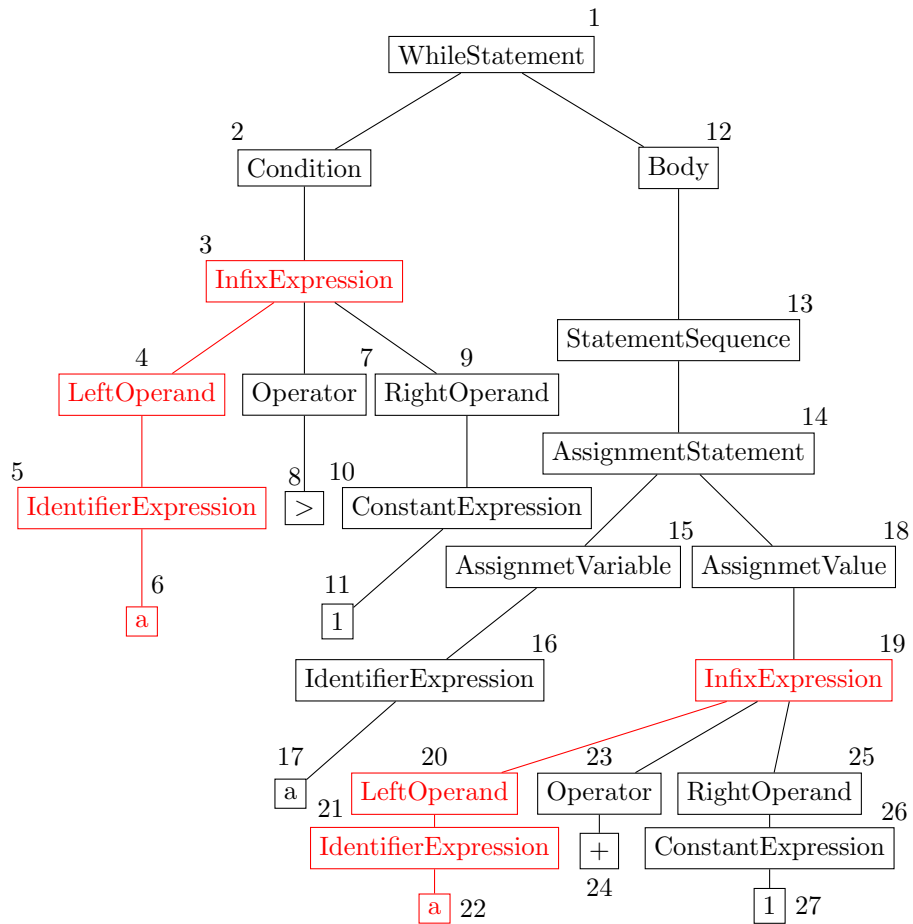 1
WhileStatement
2
12
Condition
Body
3
InfixExpression
13
StatementSequence
4
7
9
LeftOperand
Operator
RightOperand
14
AssignmentStatement
5
8
10
IdentifierExpression
>
ConstantExpression
15
18
AssignmetVariable
AssignmetValue
6
11
a
1
16
19
IdentifierExpression
InfixExpression
17
20
23
25
a
LeftOperand
Operator
RightOperand
21
26
IdentifierExpression
+
ConstantExpression
24
a
22
1
27